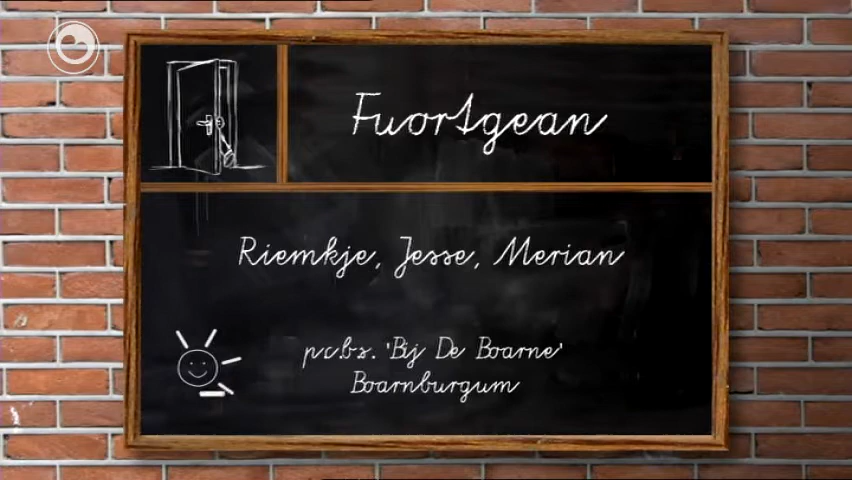 Fuortgean
Riemkje, Jesse, Merian
p.c.b.s. 'Bij De Boarne'
Boarnburgum